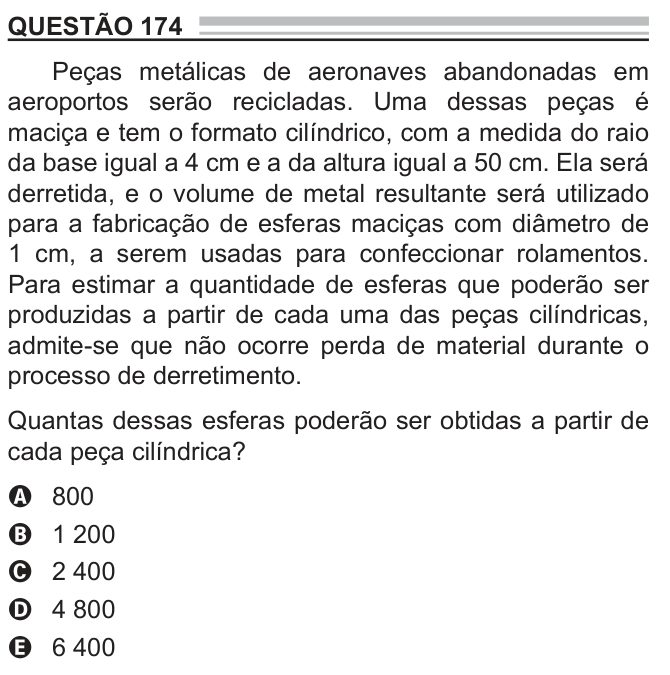 QUESTÃO 174
Peças metálicas de aeronaves abandonadas em
aeroportos serão recicladas. Uma dessas peças é
maciça e tem o formato cilíndrico, com a medida do raio
da base igual a 4 cm e a da altura igual a 50 cm. Ela será
derretida, e o volume de metal resultante será utilizado
para a fabricação de esferas maciças com diâmetro de
1 cm, a serem usadas para confeccionar rolamentos.
Para estimar a quantidade de esferas que poderão ser
produzidas a partir de cada uma das peças cilíndricas,
admite-se que não ocorre perda de material durante o
processo de derretimento.
Quantas dessas esferas poderão ser obtidas a partir de
cada peça cilíndrica?
A 800
B 1 200
C 2 400
D 4 800
E 6 400